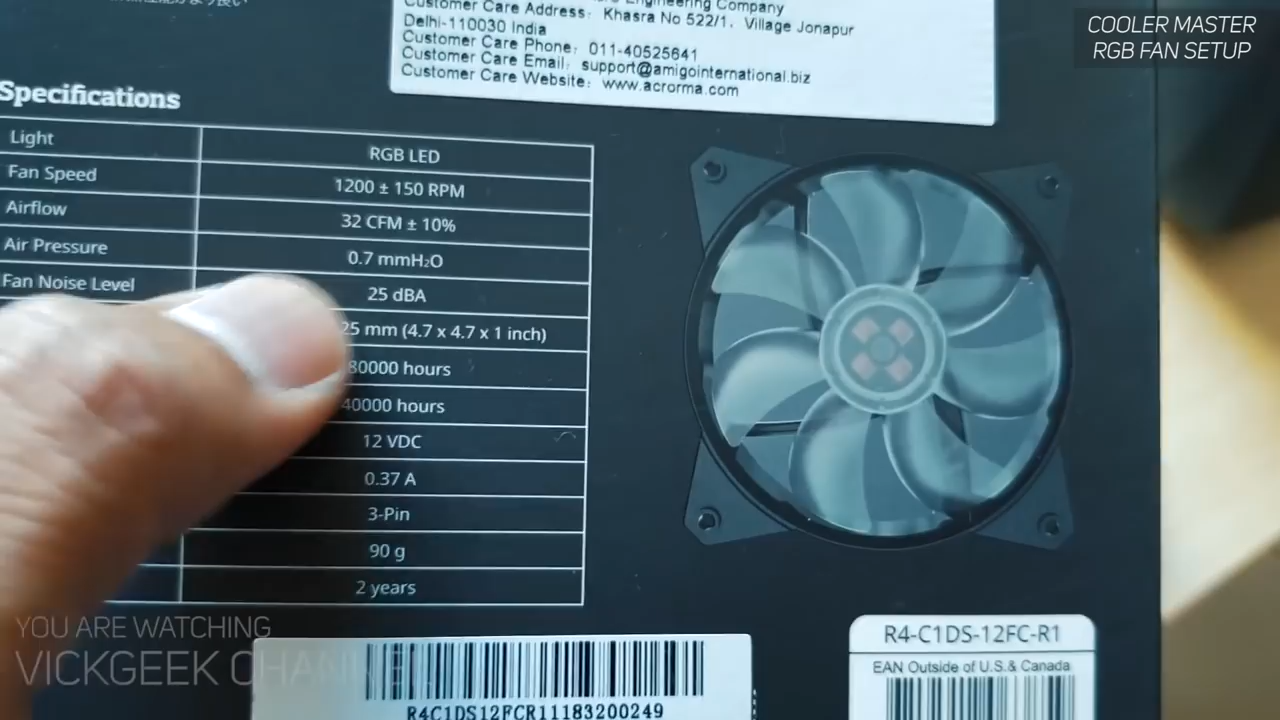 Engineering Company
Customer Care Address: Khasra No 522/1, Village Jonapur
Delhi-110030 India
Customer Care Phone: 011-40525641
Customer Care Email: support@amigointernational.biz
Customer Care Website: www.acrorma.com
COOLER MASTER
RGB FAN SETUP
Specifications
Light RGB LED
Fan Speed 1200 ± 150 RPM
Airflow 32 CFM ± 10%
Air Pressure 0.7 mmH₂O
Fan Noise Level 25 dBA
25 mm (4.7 x 4.7 x 1 inch)
80000 hours
40000 hours
12 VDC
0.37 A
3-Pin
90 g
2 years
YOU ARE WATCHING
VICKGEEK CHANNEL
R4C1DS12FCR11183200249
R4-C1DS-12FC-R1
EAN Outside of U.S.& Canada